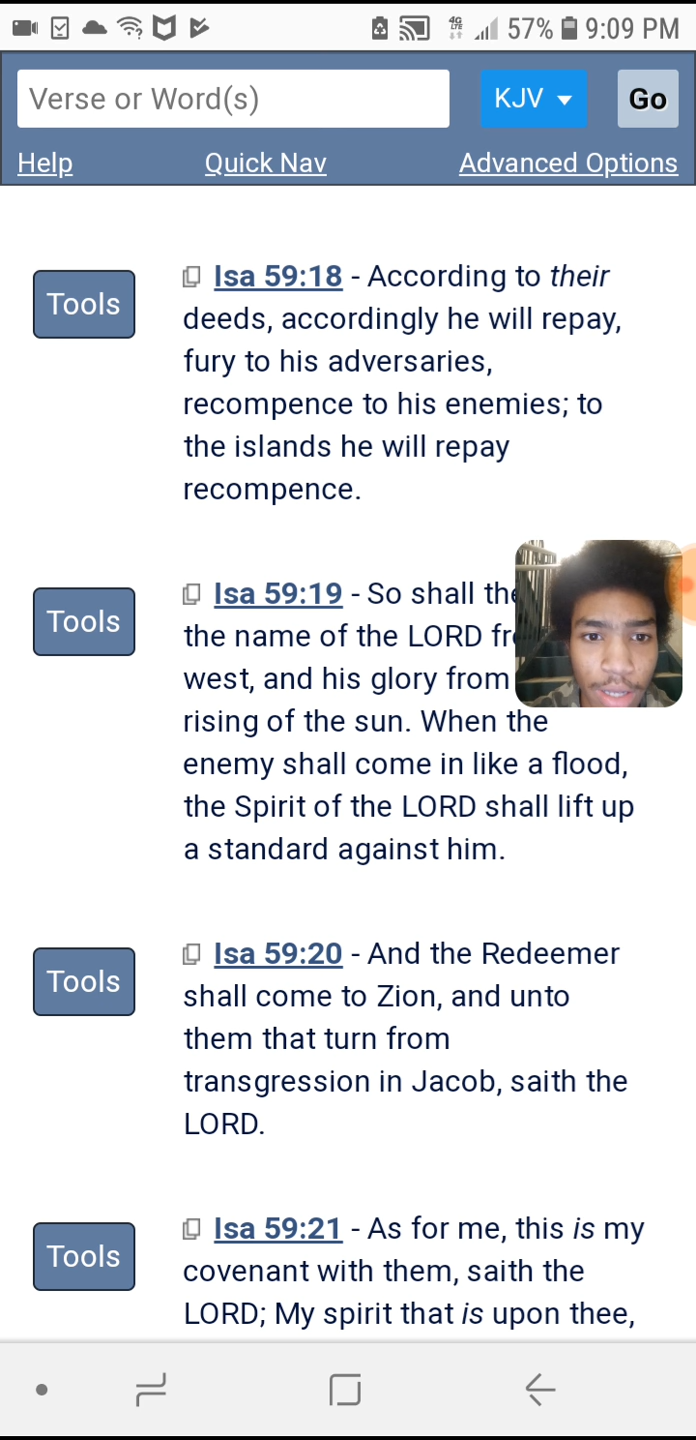 4G
LTE
57%
9:09 PM
Verse or Word(s)
KJV
Go
Help
Quick Nav
Advanced Options
Tools
Isa 59:18 - According to their
deeds, accordingly he will repay,
fury to his adversaries,
recompence to his enemies; to
the islands he will repay
recompence.
Tools
Isa 59:19 - So shall
the name of the LORD
west, and his glory from
rising of the sun. When the
enemy shall come in like a flood,
the Spirit of the LORD shall lift up
a standard against him.
Tools
Isa 59:20 - And the Redeemer
shall come to Zion, and unto
them that turn from
transgression in Jacob, saith the
LORD.
Tools
Isa 59:21 - As for me, this is my
covenant with them, saith the
LORD; My spirit that is upon thee,